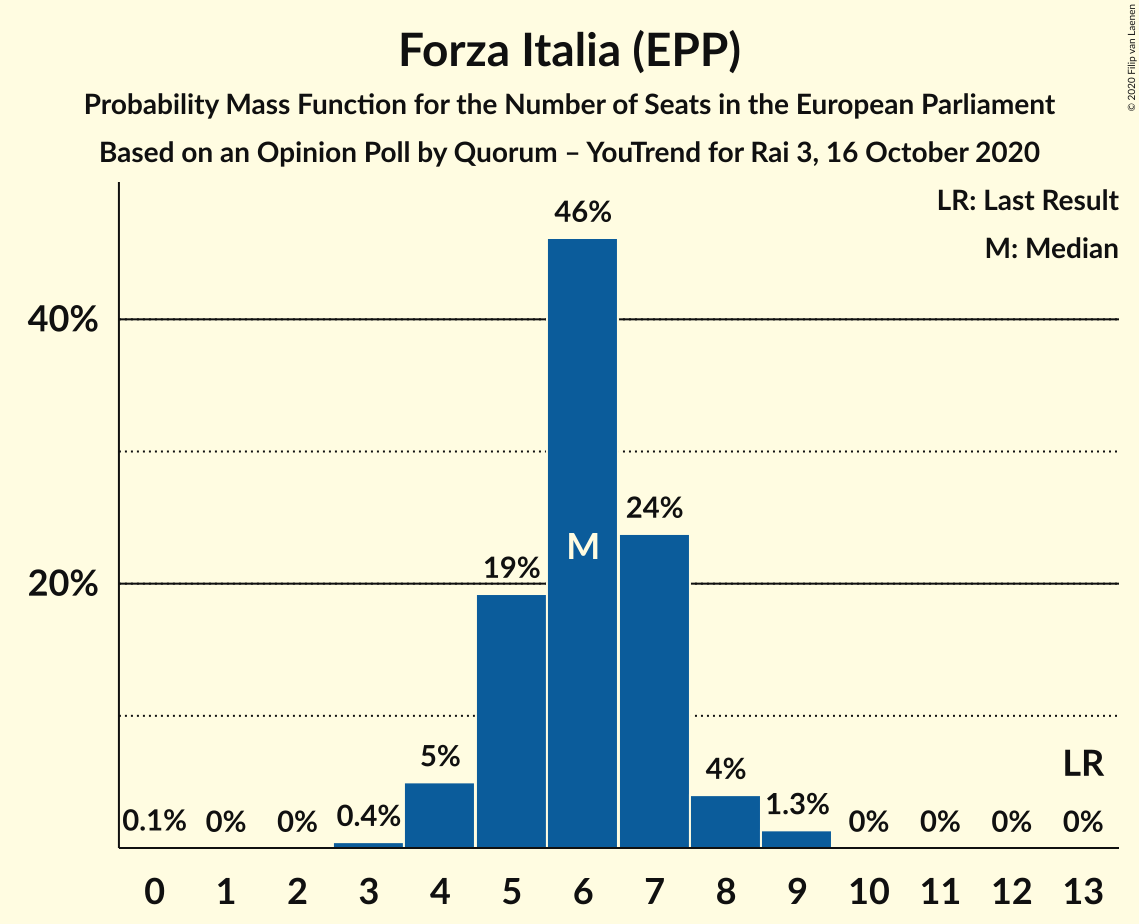 Forza Italia (EPP)
Probability Mass Function for the Number of Seats in the European Parliament
Based on an Opinion Poll by Quorum – YouTrend for Rai 3, 16 October 2020
© 2020 Filip van Laenen
LR: Last Result
M: Median
46%
40%
24%
M
19%
20%
5%
4%
LR
0.1%
0%
0%
0.4%
1.3%
0%
0%
0%
0%
0 1 2 3 4 5 6 7 8 9 10 11 12 13